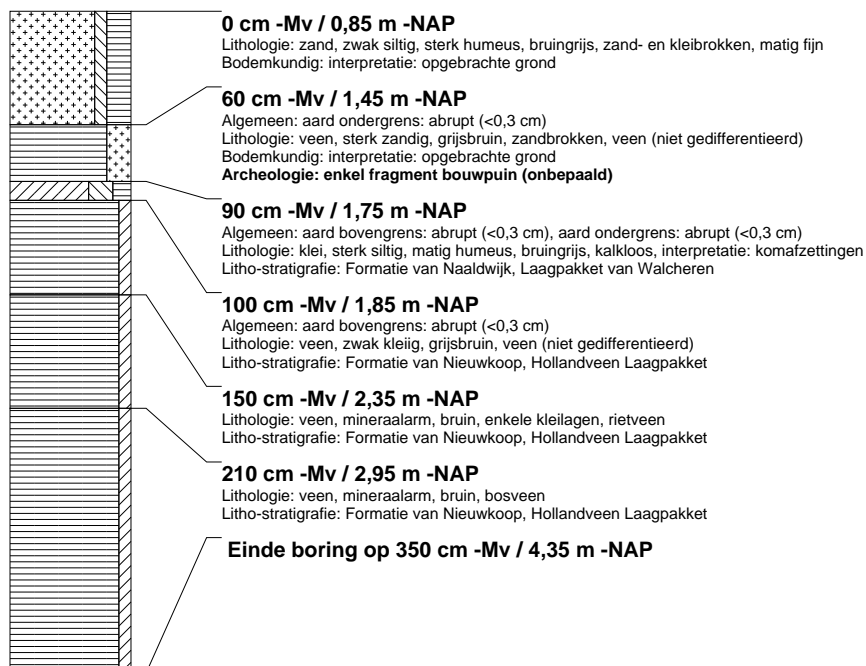 0 cm -Mv / 0,85 m -NAP
Lithologie: zand, zwak siltig, sterk humeus, bruingrijs, zand- en kleibrokken, matig fijn
Bodemkundig: interpretatie: opgebrachte grond
60 cm -Mv / 1,45 m -NAP
Algemeen: aard ondergrens: abrupt (<0,3 cm)
Lithologie: veen, sterk zandig, grijsbruin, zandbrokken, veen (niet gedifferentieerd)
Bodemkundig: interpretatie: opgebrachte grond
Archeologie: enkel fragment bouwpuin (onbepaald)
90 cm -Mv / 1,75 m -NAP
Algemeen: aard bovengrens: abrupt (<0,3 cm), aard ondergrens: abrupt (<0,3 cm)
Lithologie: klei, sterk siltig, matig humeus, bruingrijs, kalkloos, interpretatie: komafzettingen
Litho-stratigrafie: Formatie van Naaldwijk, Laagpakket van Walcheren
100 cm -Mv / 1,85 m -NAP
Algemeen: aard bovengrens: abrupt (<0,3 cm)
Lithologie: veen, zwak kleiig, grijsbruin, veen (niet gedifferentieerd)
Litho-stratigrafie: Formatie van Nieuwkoop, Hollandveen Laagpakket
150 cm -Mv / 2,35 m -NAP
Lithologie: veen, mineraalarm, bruin, enkele kleilagen, rietveen
Litho-stratigrafie: Formatie van Nieuwkoop, Hollandveen Laagpakket
210 cm -Mv / 2,95 m -NAP
Lithologie: veen, mineraalarm, bruin, bosveen
Litho-stratigrafie: Formatie van Nieuwkoop, Hollandveen Laagpakket
Einde boring op 350 cm -Mv / 4,35 m -NAP